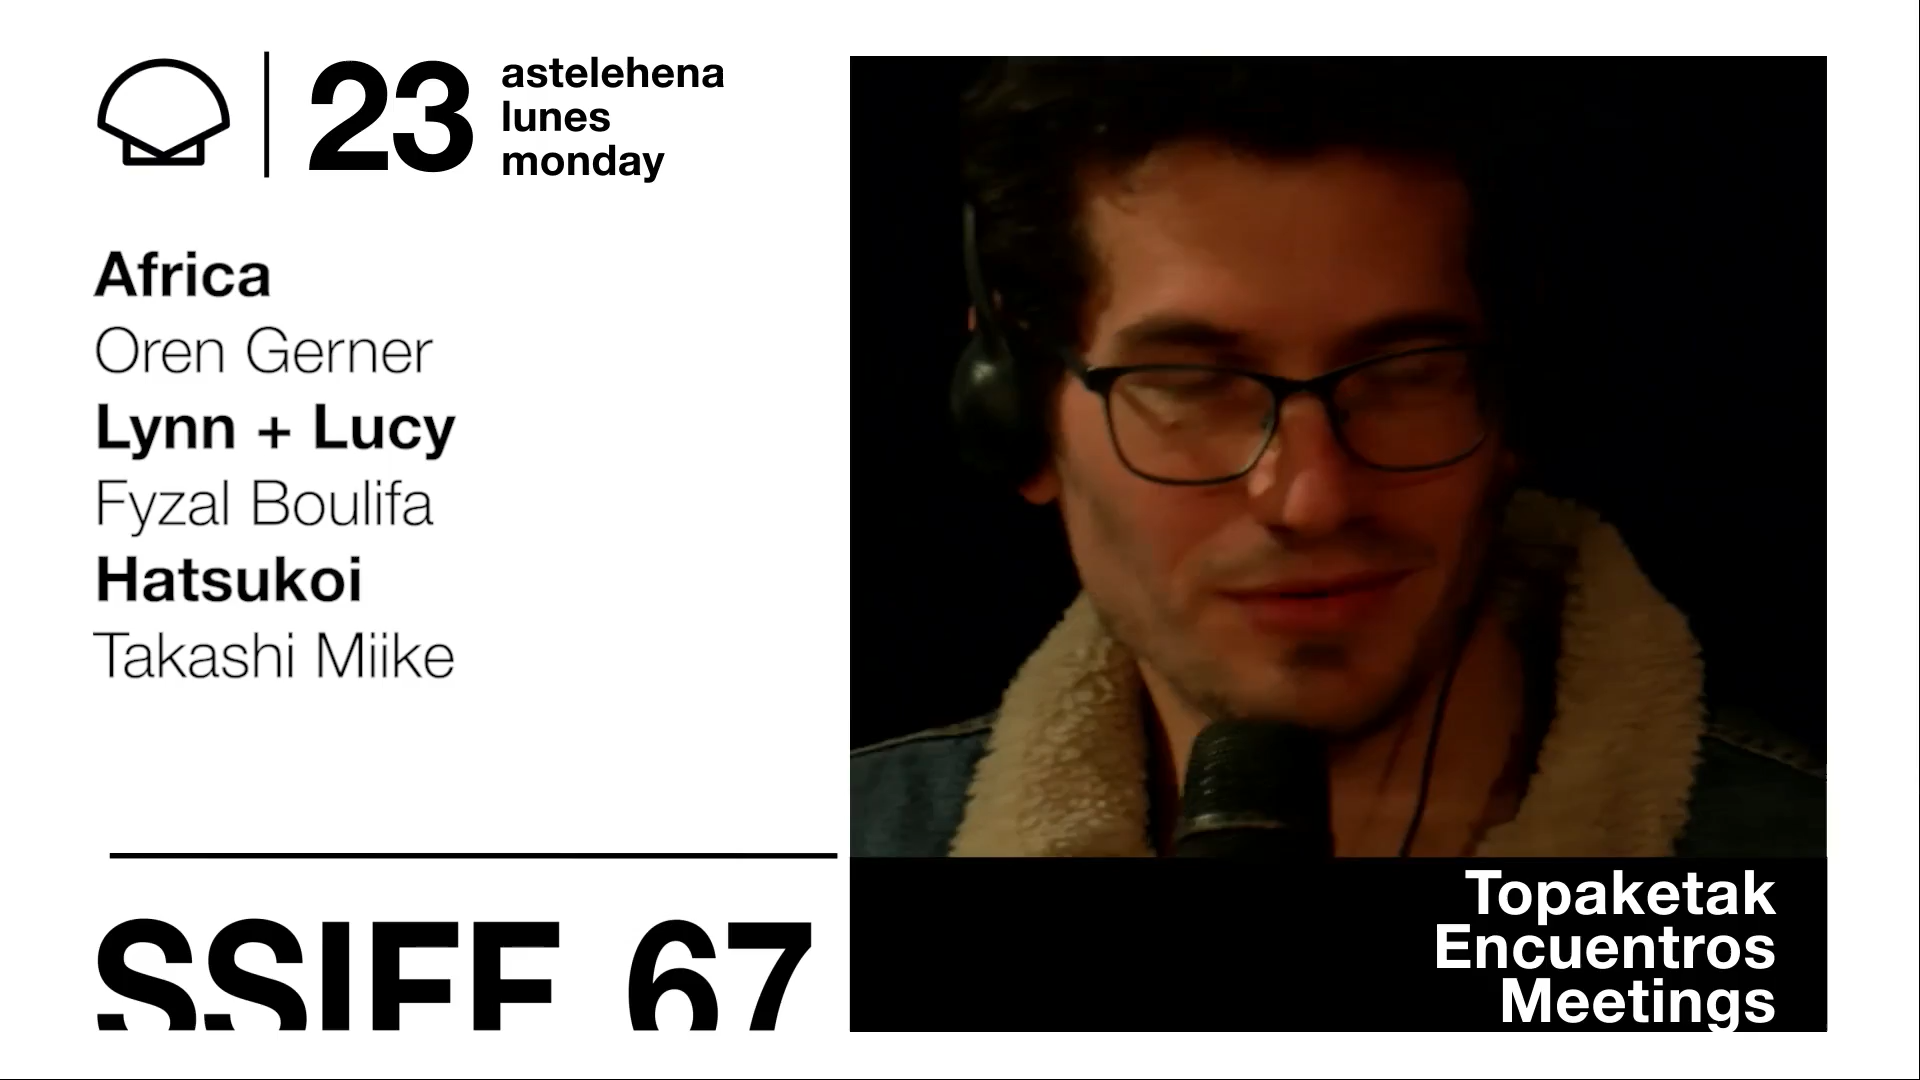 23
astelehena
lunes
monday
Africa
Oren Gerner
Lynn + Lucy
Fyzal Boulifa
Hatsukoi
Takashi Miike
SSIFF 67
Topaketak
Encuentros
Meetings